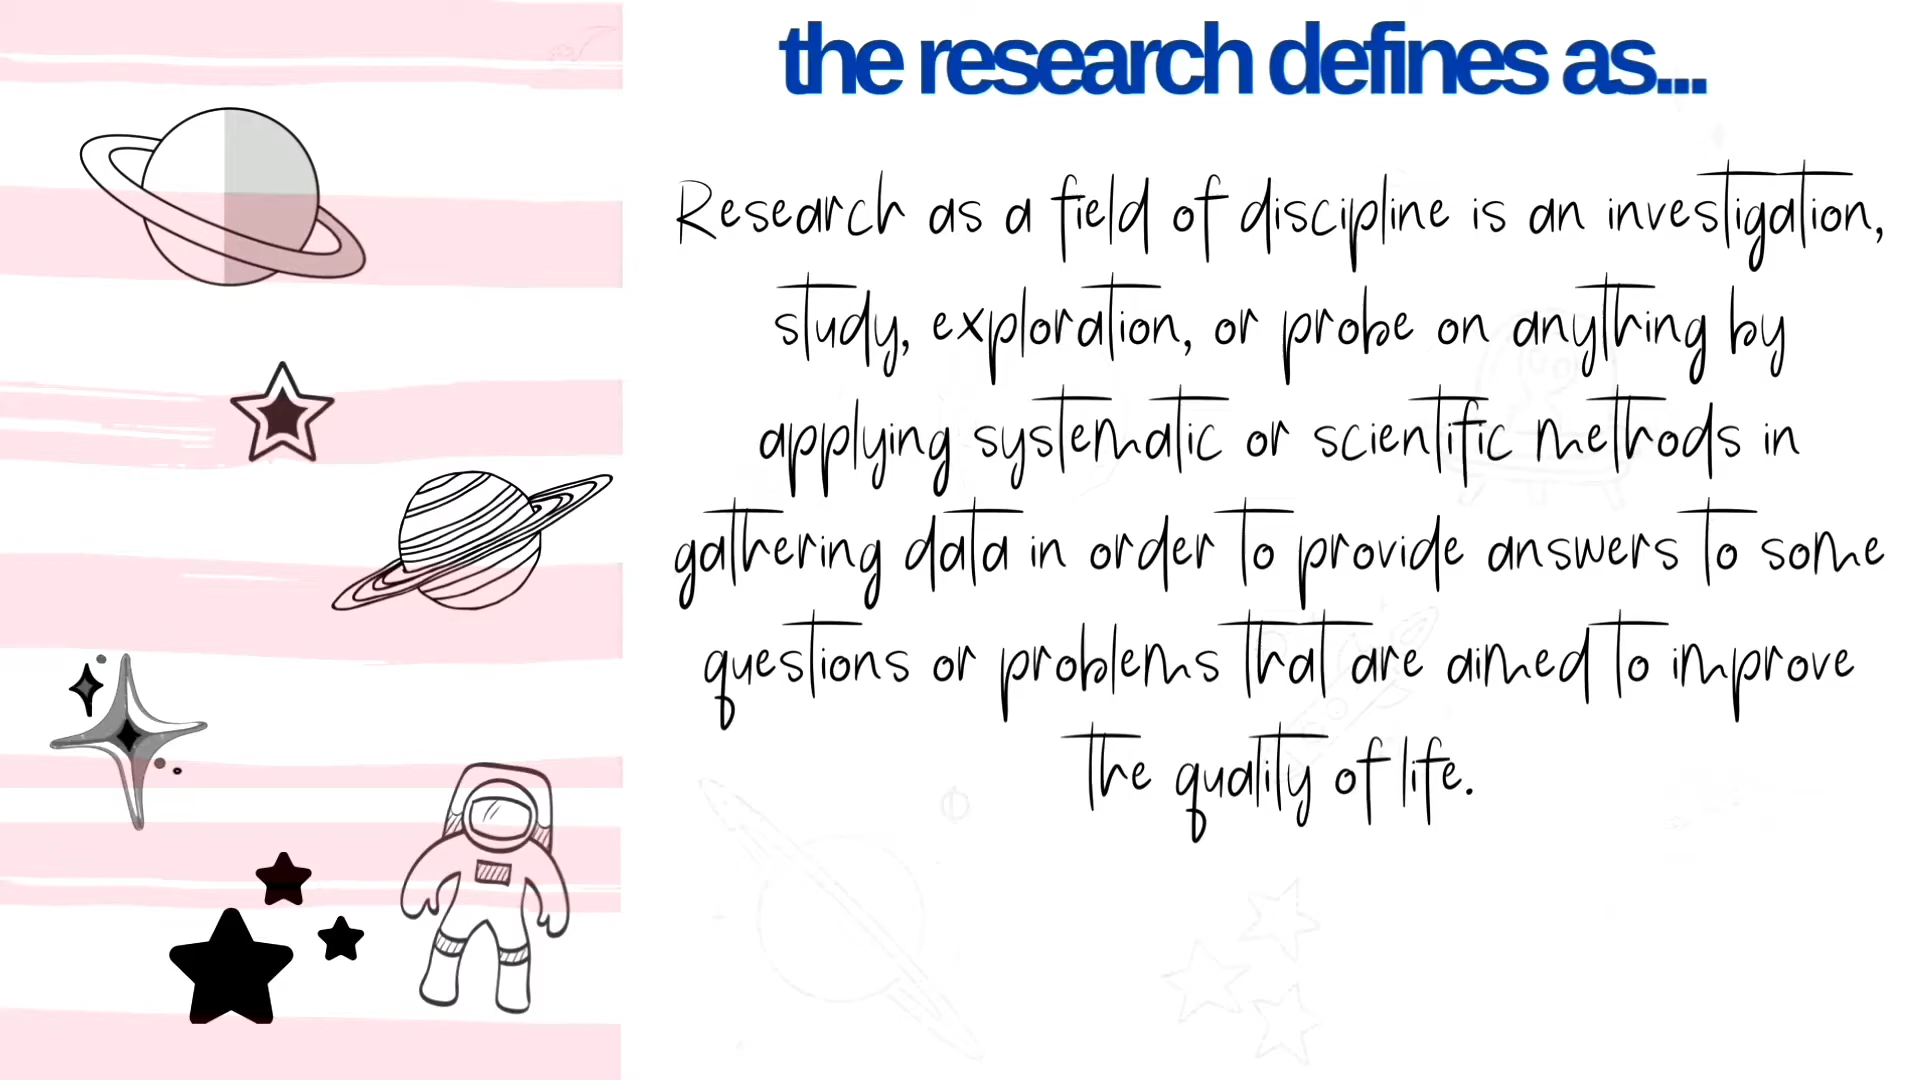 the research defines as...
Research as a field of discipline is an investigation,
study, exploration, or probe on anything by
applying systematic or scientific methods in
gathering data in order to provide answers to some
questions or problems that are aimed to improve
the quality of life.